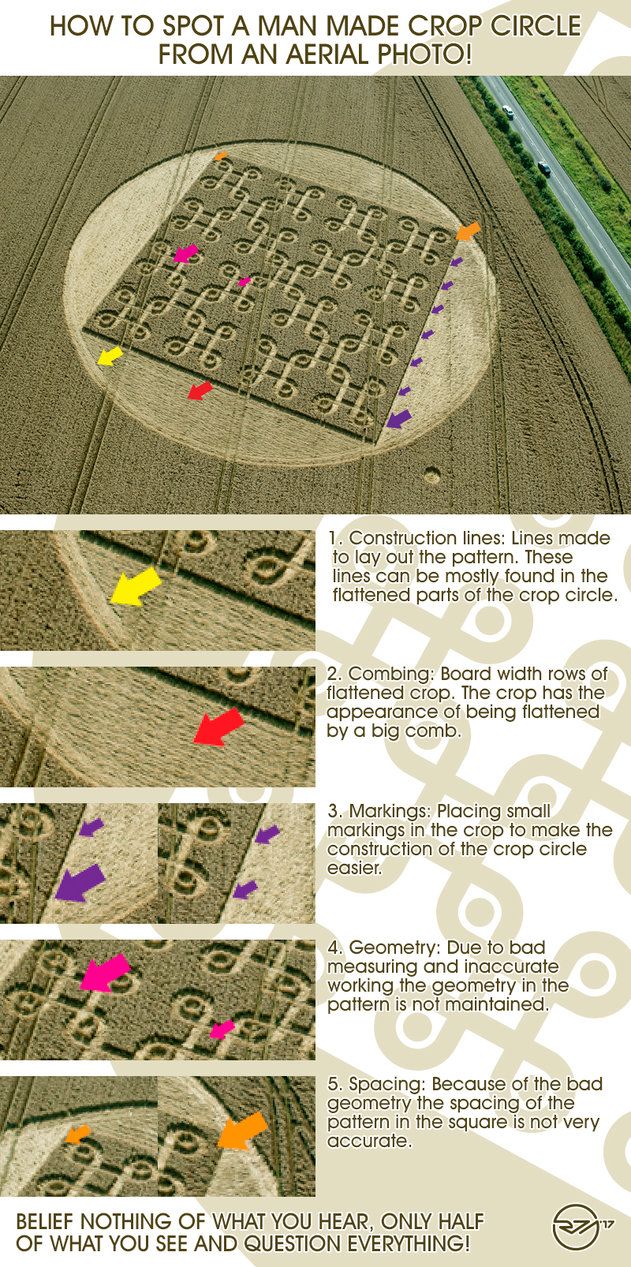 HOW TO SPOT A MAN MADE CROP CIRCLE
FROM AN AERIAL PHOTO!
1. Construction lines: Lines made
to lay out the pattern. These
lines can be mostly found in the
flattened parts of the crop circle.
2. Combing: Board width rows of
flattened crop. The crop has the
appearance of being flattened
by a big comb.
3. Markings: Placing small
markings in the crop to make the
construction of the crop circle
easier.
4. Geometry: Due to bad
measuring and inaccurate
working the geometry in the
pattern is not maintained.
5. Spacing: Because of the bad
geometry the spacing of the
pattern in the square is not very
accurate.
BELIEF NOTHING OF WHAT YOU HEAR, ONLY HALF
OF WHAT YOU SEE AND QUESTION EVERYTHING!
'17